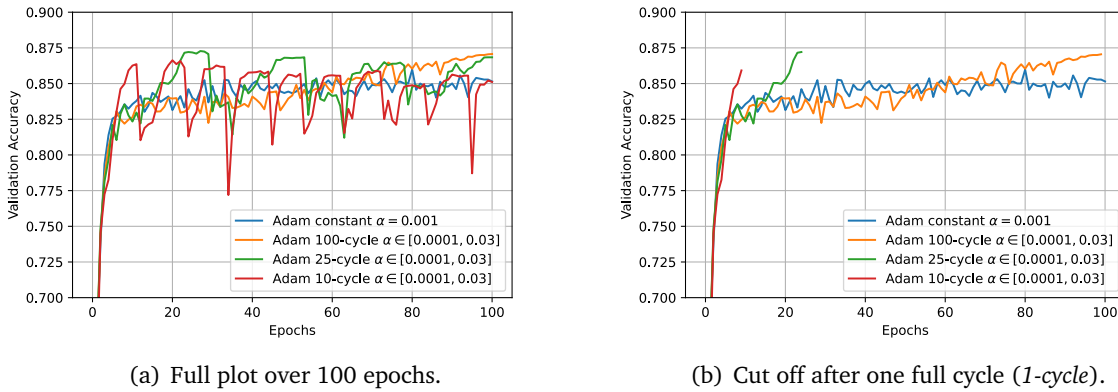 0.900
0.875
0.850
0.825
0.800
0.775
0.750
0.725
0.700
Validation Accuracy
Adam constant α = 0.001
Adam 100-cycle α ∈ [0.0001, 0.03]
Adam 25-cycle α ∈ [0.0001, 0.03]
Adam 10-cycle α ∈ [0.0001, 0.03]
0 20 40 60 80 100
Epochs
(a) Full plot over 100 epochs.
0.900
0.875
0.850
0.825
0.800
0.775
0.750
0.725
0.700
Validation Accuracy
Adam constant α = 0.001
Adam 100-cycle α ∈ [0.0001, 0.03]
Adam 25-cycle α ∈ [0.0001, 0.03]
Adam 10-cycle α ∈ [0.0001, 0.03]
0 20 40 60 80 100
Epochs
(b) Cut off after one full cycle (1-cycle).